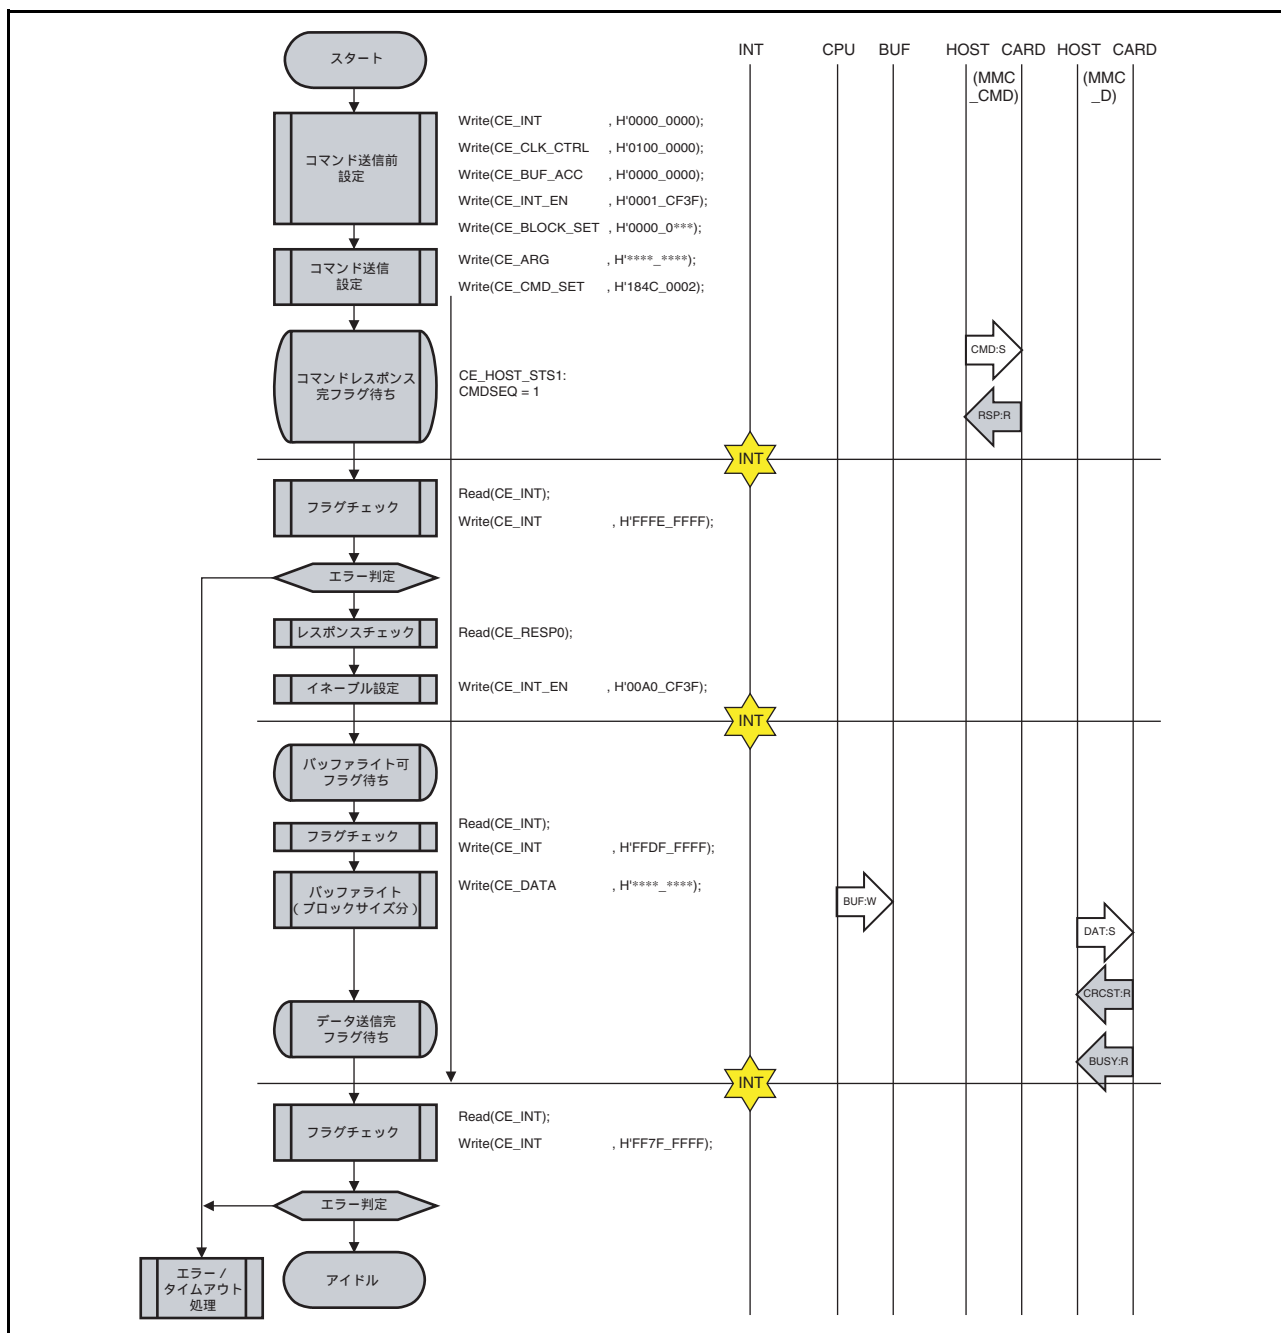 スタート
INT
CPU
BUF
HOST
CARD
HOST
CARD
(MMC
_CMD)
(MMC
_D)
コマンド送信前
設定
Write(CE_INT , H'0000_0000);
Write(CE_CLK_CTRL , H'0100_0000);
Write(CE_BUF_ACC , H'0000_0000);
Write(CE_INT_EN , H'0001_CF3F);
Write(CE_BLOCK_SET , H'0000_0***);
コマンド送信
設定
Write(CE_ARG , H'****_****);
Write(CE_CMD_SET , H'184C_0002);
コマンドレスポンス
完フラグ待ち
CE_HOST_STS1:
CMDSEQ = 1
CMD:S
RSP:R
INT
フラグチェック
Read(CE_INT);
Write(CE_INT , H'FFFE_FFFF);
エラー判定
レスポンスチェック
Read(CE_RESP0);
イネーブル設定
Write(CE_INT_EN , H'00A0_CF3F);
INT
バッファライト可
フラグ待ち
フラグチェック
Read(CE_INT);
Write(CE_INT , H'FFDF_FFFF);
バッファライト
(ブロックサイズ分)
Write(CE_DATA , H'****_****);
BUF:W
DAT:S
CRCST:R
データ送信完
フラグ待ち
BUSY:R
INT
フラグチェック
Read(CE_INT);
Write(CE_INT , H'FF7F_FFFF);
エラー判定
エラー /
タイムアウト
処理
アイドル